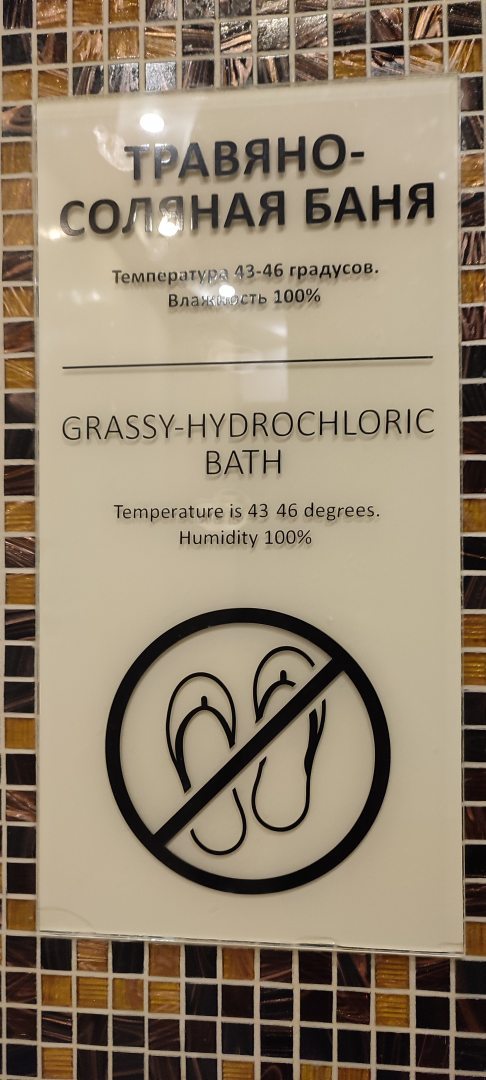 ТРАВЯНО-
СОЛЯНАЯ БАНЯ
Температура 43-46 градусов.
Влажность 100%
GRASSY-HYDROCHLORIC
BATH
Temperature is 43 46 degrees.
Humidity 100%